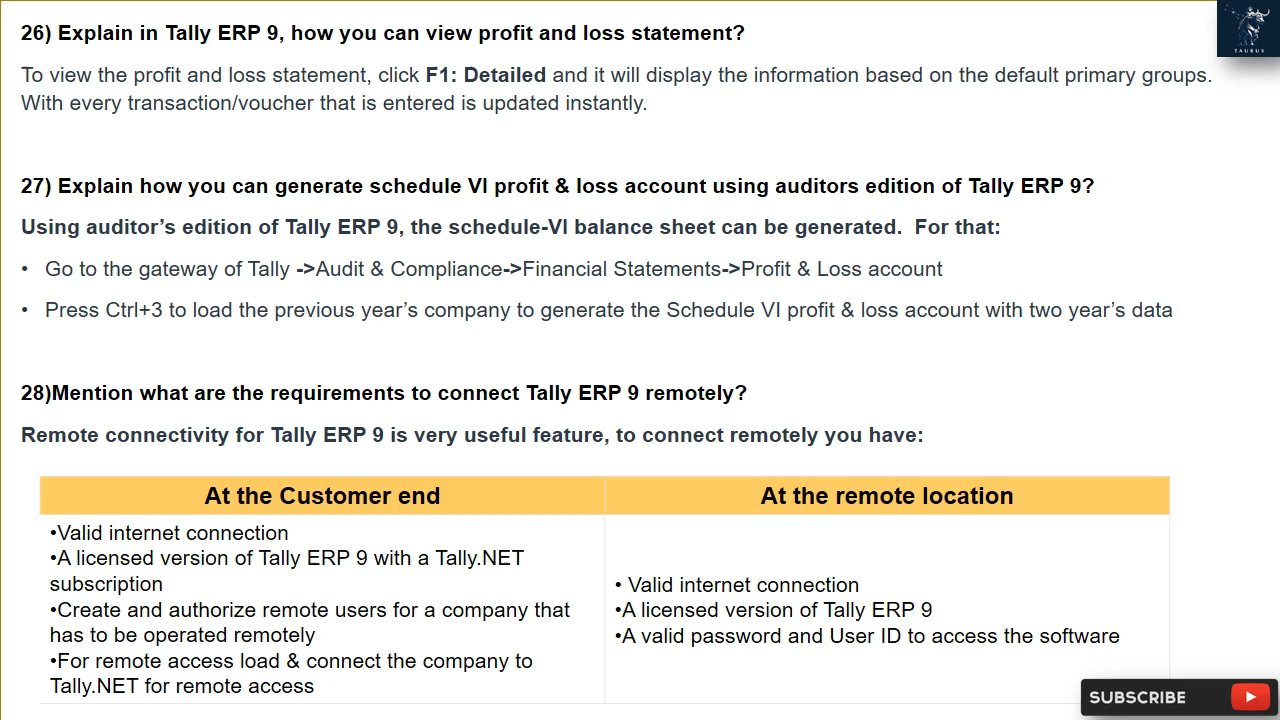 26) Explain in Tally ERP 9, how you can view profit and loss statement?
TAURUS
To view the profit and loss statement, click F1: Detailed and it will display the information based on the default primary groups.
With every transaction/voucher that is entered is updated instantly.
27) Explain how you can generate schedule VI profit & loss account using auditors edition of Tally ERP 9?
Using auditor’s edition of Tally ERP 9, the schedule-VI balance sheet can be generated.  For that:
• Go to the gateway of Tally ->Audit & Compliance->Financial Statements->Profit & Loss account
• Press Ctrl+3 to load the previous year’s company to generate the Schedule VI profit & loss account with two year’s data
28)Mention what are the requirements to connect Tally ERP 9 remotely?
Remote connectivity for Tally ERP 9 is very useful feature, to connect remotely you have:
At the Customer end
•Valid internet connection
•A licensed version of Tally ERP 9 with a Tally.NET
subscription
•Create and authorize remote users for a company that
has to be operated remotely
•For remote access load & connect the company to
Tally.NET for remote access
At the remote location
• Valid internet connection
•A licensed version of Tally ERP 9
•A valid password and User ID to access the software
SUBSCRIBE